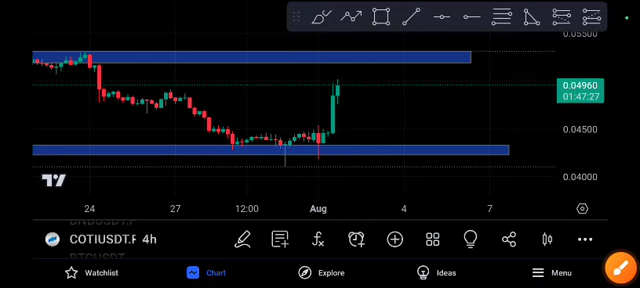 0.05500
0.04960
01:47:27
0.04500
0.04000
24 27 12:00 Aug 4 7
COTIUSDT.P 4h
Watchlist Chart Explore Ideas Menu